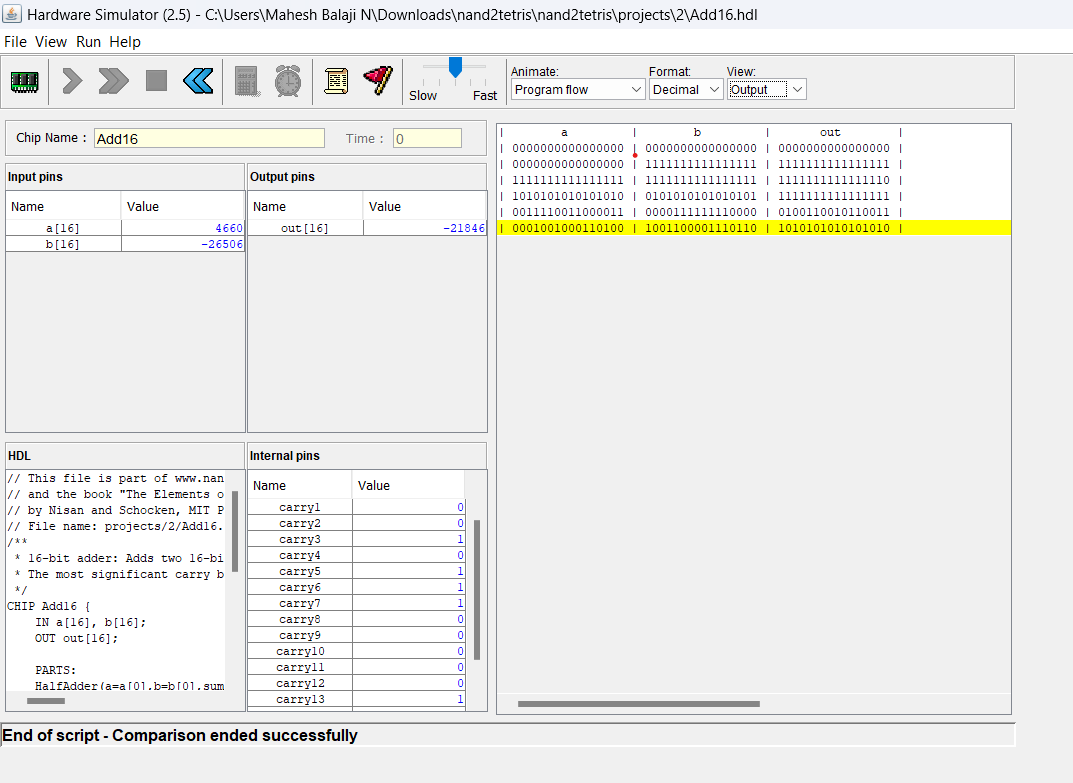 Hardware Simulator (2.5) - C:\Users\Mahesh Balaji N\Downloads\nand2tetris\nand2tetris\projects\2\Add16.hdl
File View Run Help
Slow Fast
Animate: Format: View:
Program flow Decimal Output
Chip Name : Add16 Time : 0
Input pins
Name Value
a[16] 4660
b[16] -26506
Output pins
Name Value
out[16] -21846
| a | b | out |
| 0000000000000000 | 0000000000000000 | 0000000000000000 |
| 0000000000000000 | 1111111111111111 | 1111111111111111 |
| 1111111111111111 | 1111111111111111 | 1111111111111110 |
| 1010101010101010 | 0101010101010101 | 1111111111111111 |
| 0011110011000011 | 0000111111110000 | 0100110010110011 |
| 0001001000110100 | 1001100001110110 | 1010101010101010 |
HDL
// This file is part of www.nan
// and the book "The Elements o
// by Nisan and Schocken, MIT P
// File name: projects/2/Add16.
/**
* 16-bit adder: Adds two 16-bi
* The most significant carry b
*/
CHIP Add16 {
IN a[16], b[16];
OUT out[16];
PARTS:
HalfAdder(a=a[0],b=b[0],sum
Internal pins
Name Value
carry1 0
carry2 0
carry3 1
carry4 0
carry5 1
carry6 1
carry7 1
carry8 0
carry9 0
carry10 0
carry11 0
carry12 0
carry13 1
End of script - Comparison ended successfully